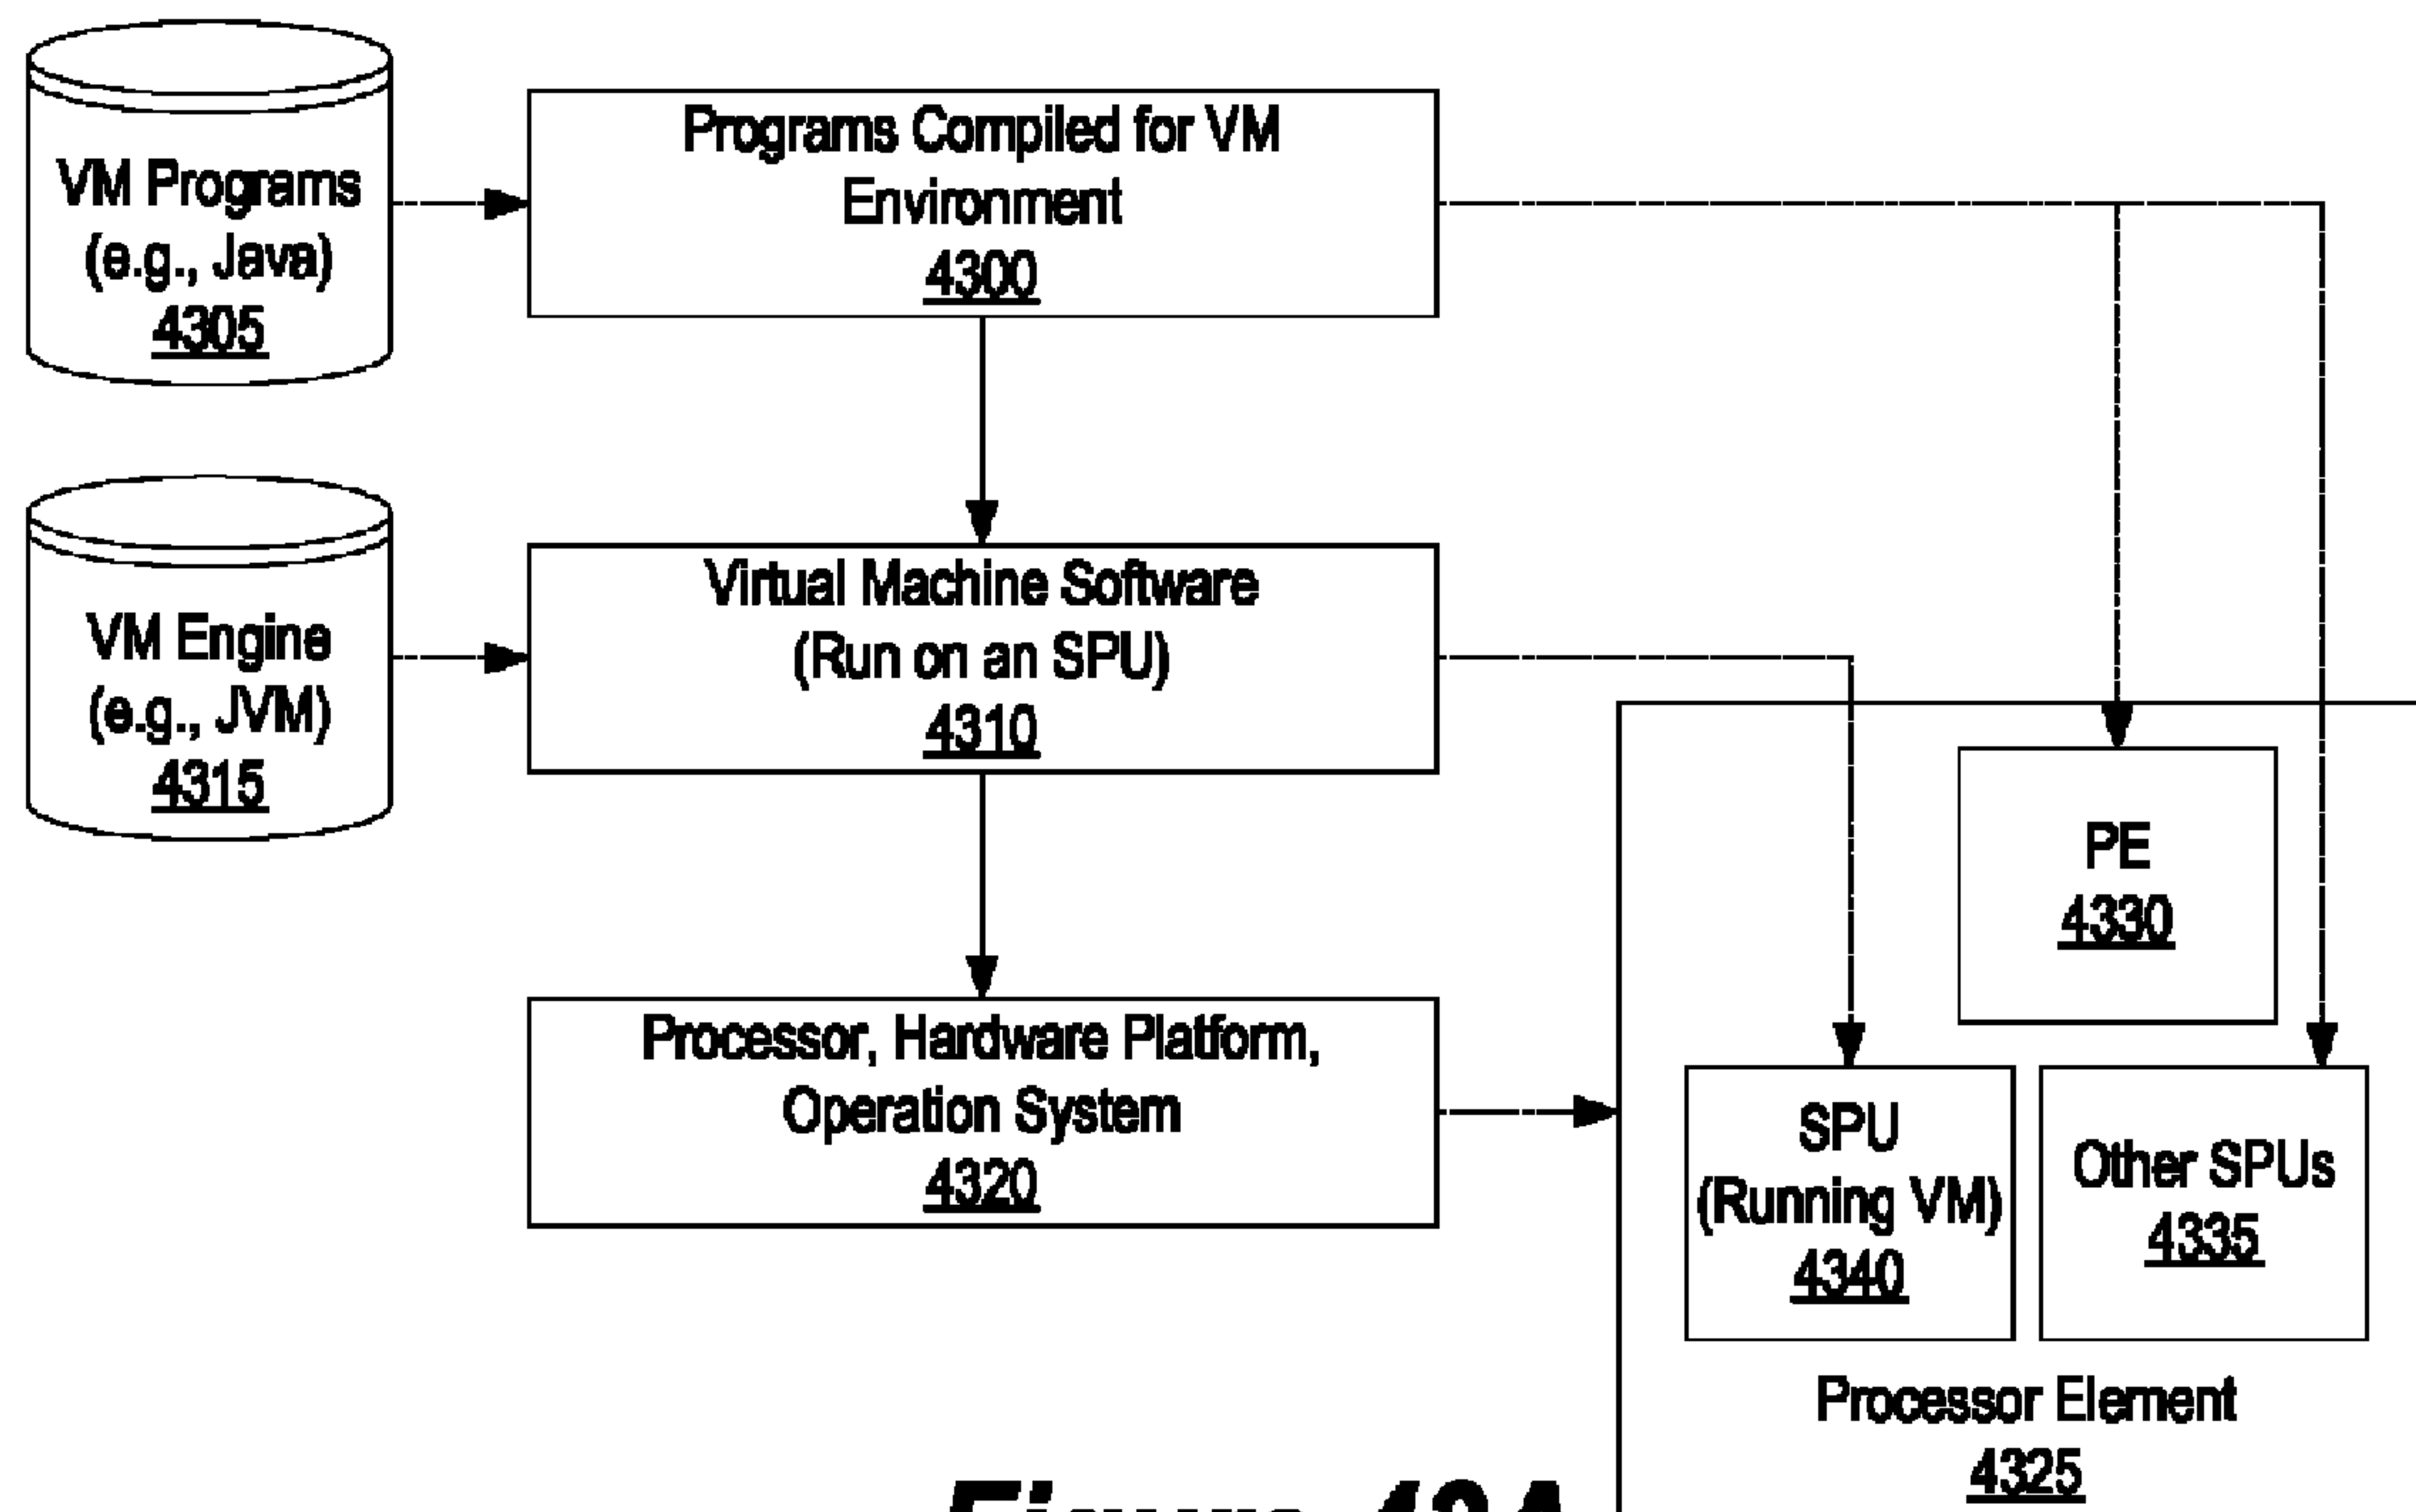 VM Programs
(e.g., Java)
4305
Programs Compiled for VM
Environment
4300
VM Engine
(e.g., JVM)
4315
Virtual Machine Software
(Run on an SPU)
4310
Processor, Hardware Platform,
Operation System
4320
PE
4330
SPU
(Running VM)
4340
Other SPUs
4335
Processor Element
4325